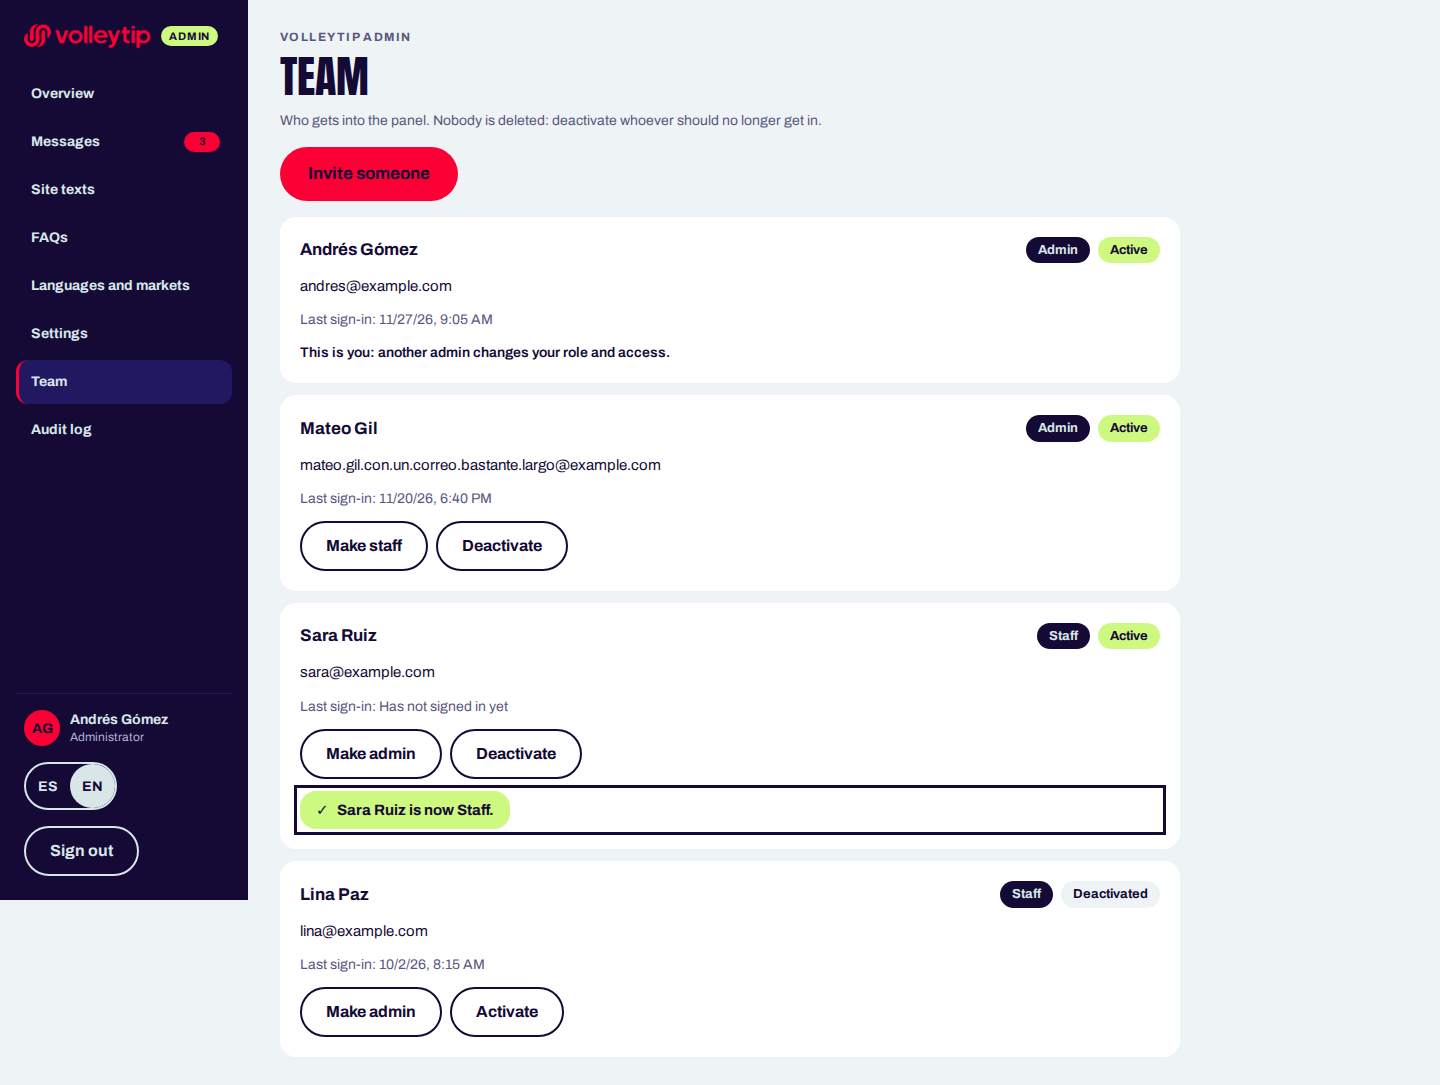 volleytip ADMIN
Overview
Messages 3
Site texts
FAQs
Languages and markets
Settings
Team
Audit log
AG Andrés Gómez
Administrator
ES EN
Sign out
VOLLEYTIP ADMIN
TEAM
Who gets into the panel. Nobody is deleted: deactivate whoever should no longer get in.
Invite someone
Andrés Gómez Admin Active
andres@example.com
Last sign-in: 11/27/26, 9:05 AM
This is you: another admin changes your role and access.
Mateo Gil Admin Active
mateo.gil.con.un.correo.bastante.largo@example.com
Last sign-in: 11/20/26, 6:40 PM
Make staff Deactivate
Sara Ruiz Staff Active
sara@example.com
Last sign-in: Has not signed in yet
Make admin Deactivate
✓ Sara Ruiz is now Staff.
Lina Paz Staff Deactivated
lina@example.com
Last sign-in: 10/2/26, 8:15 AM
Make admin Activate